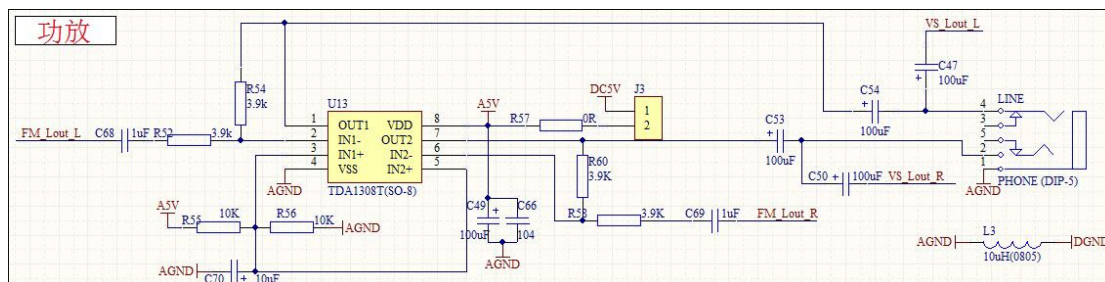 功放
VS_Lout_L
C47
100uF
R54
3.9k
U13
A5V
DC5V
J3
1
2
C54
100uF
LINE
4
3
5
2
1
PHONE (DIP-5)
AGND
FM_Lout_L
C68
1uF
R52
3.9k
1
2
3
4
OUT1
IN1-
IN1+
VSS
VDD
OUT2
IN2-
IN2+
8
7
6
5
TDA1308T(SO-8)
AGND
R57
0R
C53
100uF
C50
100uF
VS_Lout_R
R60
3.9K
A5V
R55
10K
R56
10K
AGND
AGND
C70
10uF
C49
100uF
C66
104
AGND
R53
3.9K
C69
1uF
FM_Lout_R
L3
AGND
DGND
10uH(0805)